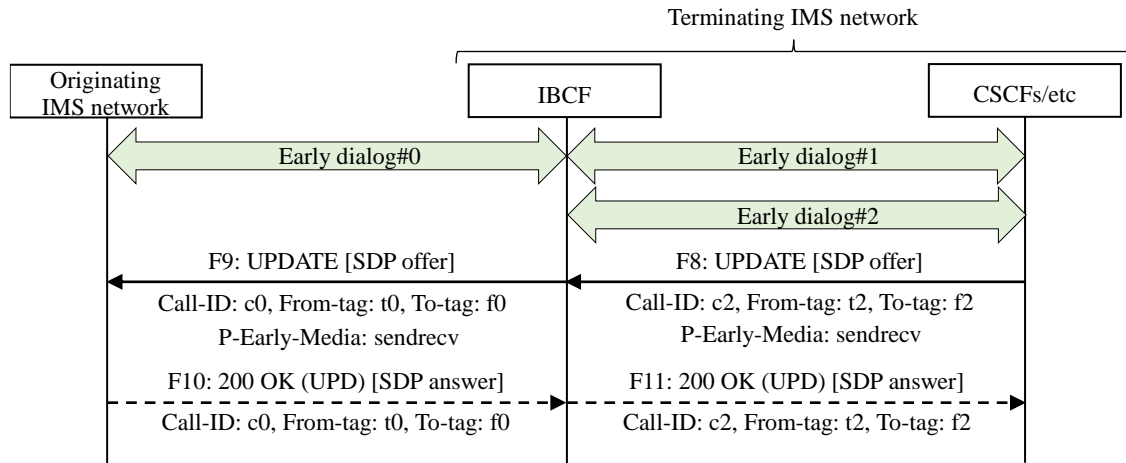 Terminating IMS network
Originating
IMS network
IBCF
CSCFs/etc
Early dialog#0
Early dialog#1
Early dialog#2
F9: UPDATE [SDP offer]
F8: UPDATE [SDP offer]
Call-ID: c0, From-tag: t0, To-tag: f0
Call-ID: c2, From-tag: t2, To-tag: f2
P-Early-Media: sendrecv
P-Early-Media: sendrecv
F10: 200 OK (UPD) [SDP answer]
F11: 200 OK (UPD) [SDP answer]
Call-ID: c0, From-tag: t0, To-tag: f0
Call-ID: c2, From-tag: t2, To-tag: f2